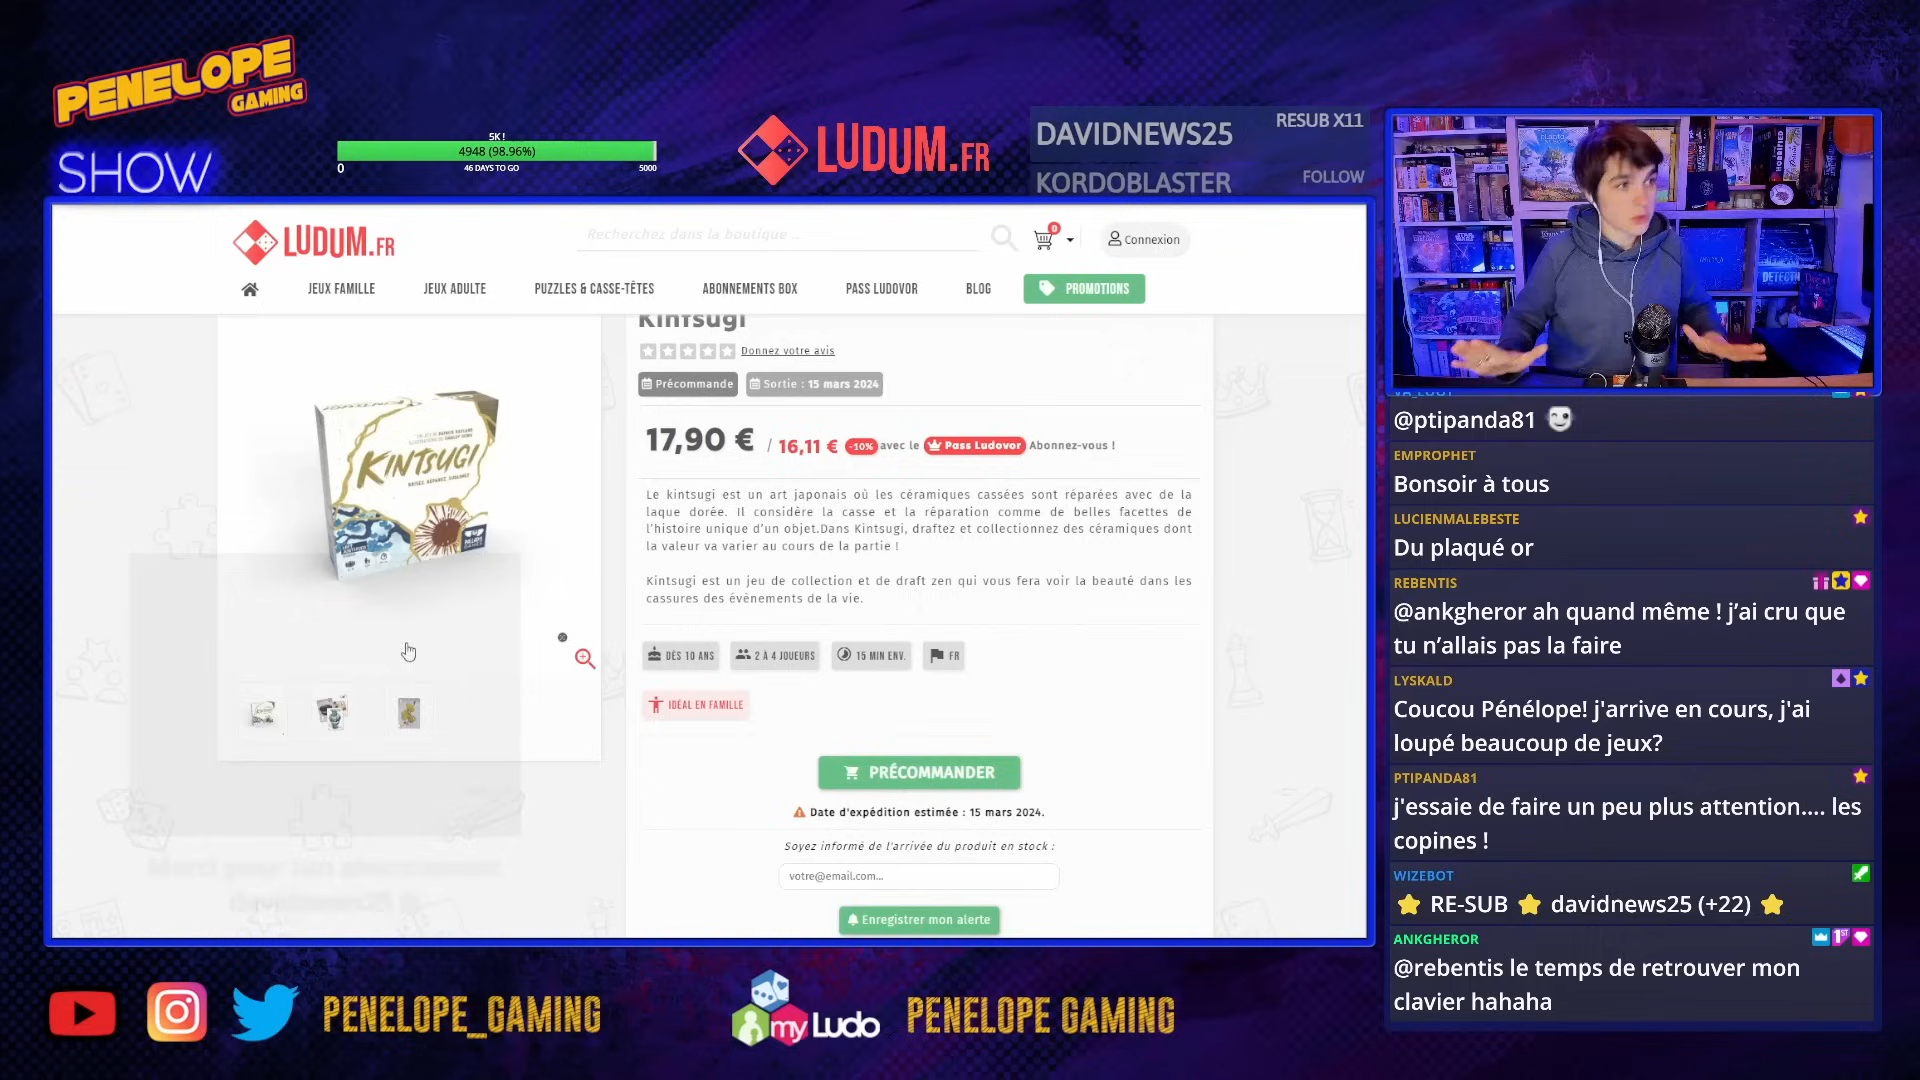 PENELOPE
GAMING
SHOW
5K !
4948 (98.96%)
0
46 DAYS TO GO
5000
LUDUM.FR
DAVIDNEWS25
RESUB X11
KORDOBLASTER
FOLLOW
LUDUM.FR
Recherchez dans la boutique ...
0
Connexion
JEUX FAMILLE
JEUX ADULTE
PUZZLES & CASSE-TÊTES
ABONNEMENTS BOX
PASS LUDOVOR
BLOG
PROMOTIONS
KINTSUGI
Kintsugi
Donnez votre avis
Précommande
Sortie : 15 mars 2024
17,90 € / 16,11 € -10% avec le Pass Ludovor Abonnez-vous !
Le kintsugi est un art japonais où les céramiques cassées sont réparées avec de la
laque dorée. Il considère la casse et la réparation comme de belles facettes de
l'histoire unique d'un objet.Dans Kintsugi, draftez et collectionnez des céramiques dont
la valeur va varier au cours de la partie !
Kintsugi est un jeu de collection et de draft zen qui vous fera voir la beauté dans les
cassures des évènements de la vie.
DÈS 10 ANS
2 À 4 JOUEURS
15 MIN ENV.
FR
IDÉAL EN FAMILLE
PRÉCOMMANDER
Date d'expédition estimée : 15 mars 2024.
Soyez informé de l'arrivée du produit en stock :
votre@email.com...
Enregistrer mon alerte
@ptipanda81
EMPROPHET
Bonsoir à tous
LUCIENMALEBESTE
Du plaqué or
REBENTIS
@ankgheror ah quand même ! j'ai cru que
tu n'allais pas la faire
LYSKALD
Coucou Pénélope! j'arrive en cours, j'ai
loupé beaucoup de jeux?
PTIPANDA81
j'essaie de faire un peu plus attention.... les
copines !
WIZEBOT
RE-SUB davidnews25 (+22)
ANKGHEROR
@rebentis le temps de retrouver mon
clavier hahaha
PENELOPE_GAMING
myLudo
PENELOPE GAMING